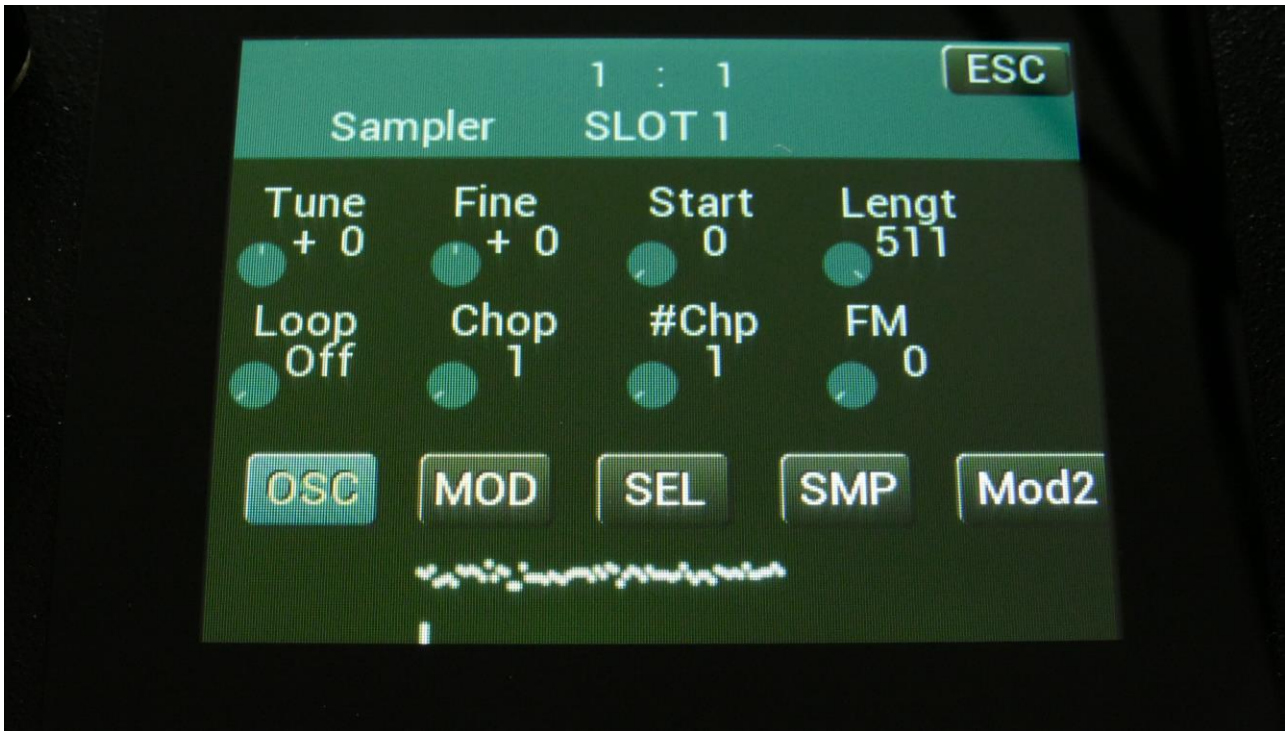 1 : 1 ESC
Sampler SLOT 1
Tune Fine Start Lengt
+ 0 + 0 0 511
Loop Chop #Chp FM
Off 1 1 0
OSC MOD SEL SMP Mod2